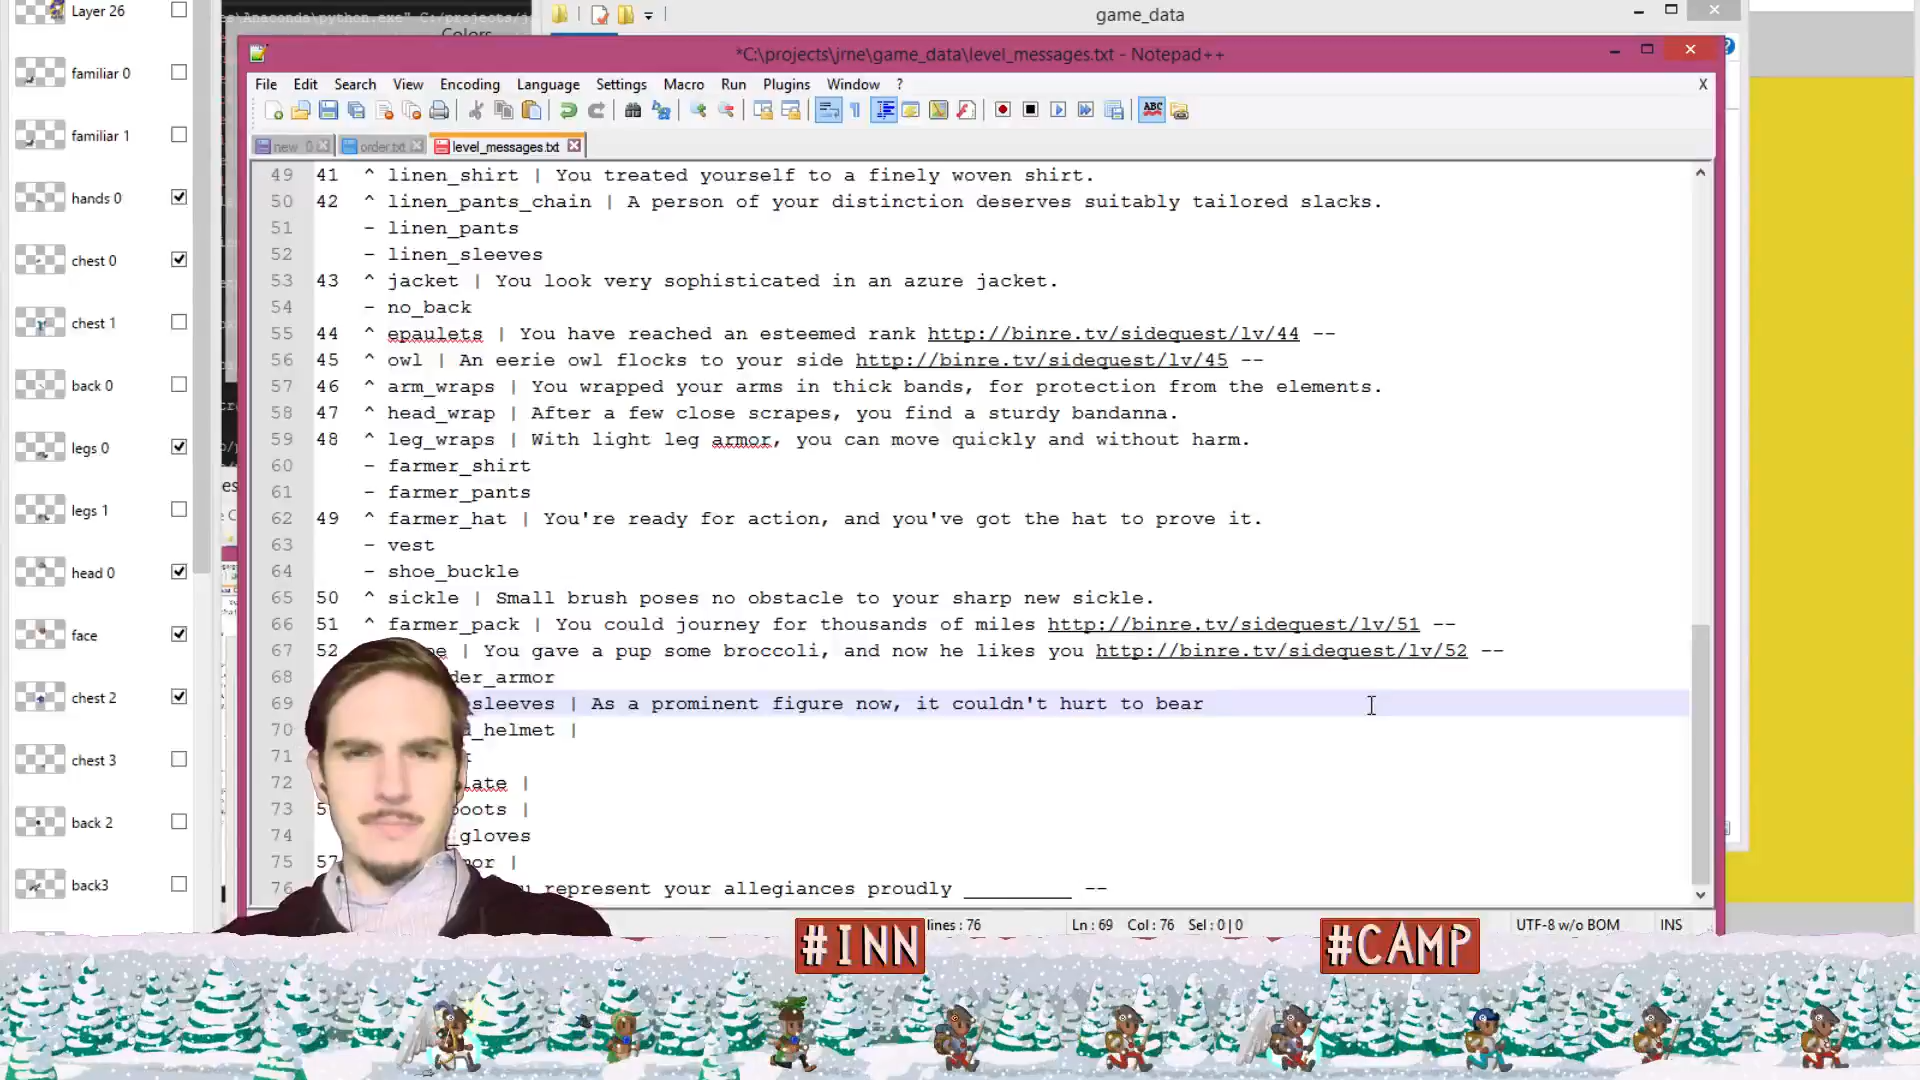 Layer 26
familiar 0
familiar 1
hands 0
chest 0
chest 1
back 0
legs 0
legs 1
head 0
face
chest 2
chest 3
back 2
back3
game_data
*C:\projects\jrne\game_data\level_messages.txt - Notepad++
File Edit Search View Encoding Language Settings Macro Run Plugins Window ? X
new 0 order.txt level_messages.txt
49 41 ^ linen_shirt | You treated yourself to a finely woven shirt.
50 42 ^ linen_pants_chain | A person of your distinction deserves suitably tailored slacks.
51 - linen_pants
52 - linen_sleeves
53 43 ^ jacket | You look very sophisticated in an azure jacket.
54 - no_back
55 44 ^ epaulets | You have reached an esteemed rank http://binre.tv/sidequest/lv/44 --
56 45 ^ owl | An eerie owl flocks to your side http://binre.tv/sidequest/lv/45 --
57 46 ^ arm_wraps | You wrapped your arms in thick bands, for protection from the elements.
58 47 ^ head_wrap | After a few close scrapes, you find a sturdy bandanna.
59 48 ^ leg_wraps | With light leg armor, you can move quickly and without harm.
60 - farmer_shirt
61 - farmer_pants
62 49 ^ farmer_hat | You're ready for action, and you've got the hat to prove it.
63 - vest
64 - shoe_buckle
65 50 ^ sickle | Small brush poses no obstacle to your sharp new sickle.
66 51 ^ farmer_pack | You could journey for thousands of miles http://binre.tv/sidequest/lv/51 --
67 52 | You gave a pup some broccoli, and now he likes you http://binre.tv/sidequest/lv/52 --
68 der_armor
69 sleeves | As a prominent figure now, it couldn't hurt to bear
70 _helmet |
71
72 late |
73 boots |
74 _gloves
75 57 mor |
76 represent your allegiances proudly _________ --
lines : 76 Ln : 69 Col : 76 Sel : 0 | 0 UTF-8 w/o BOM INS
#INN
#CAMP